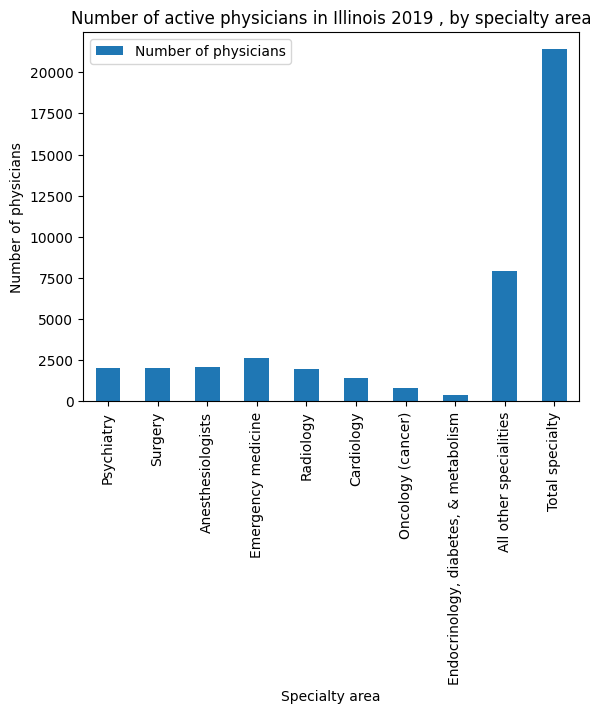 Number of active physicians in Illinois 2019 , by specialty area
Number of physicians
Number of physicians
20000
17500
15000
12500
10000
7500
5000
2500
0
Psychiatry
Surgery
Anesthesiologists
Emergency medicine
Radiology
Cardiology
Oncology (cancer)
Endocrinology, diabetes, & metabolism
All other specialities
Total specialty
Specialty area